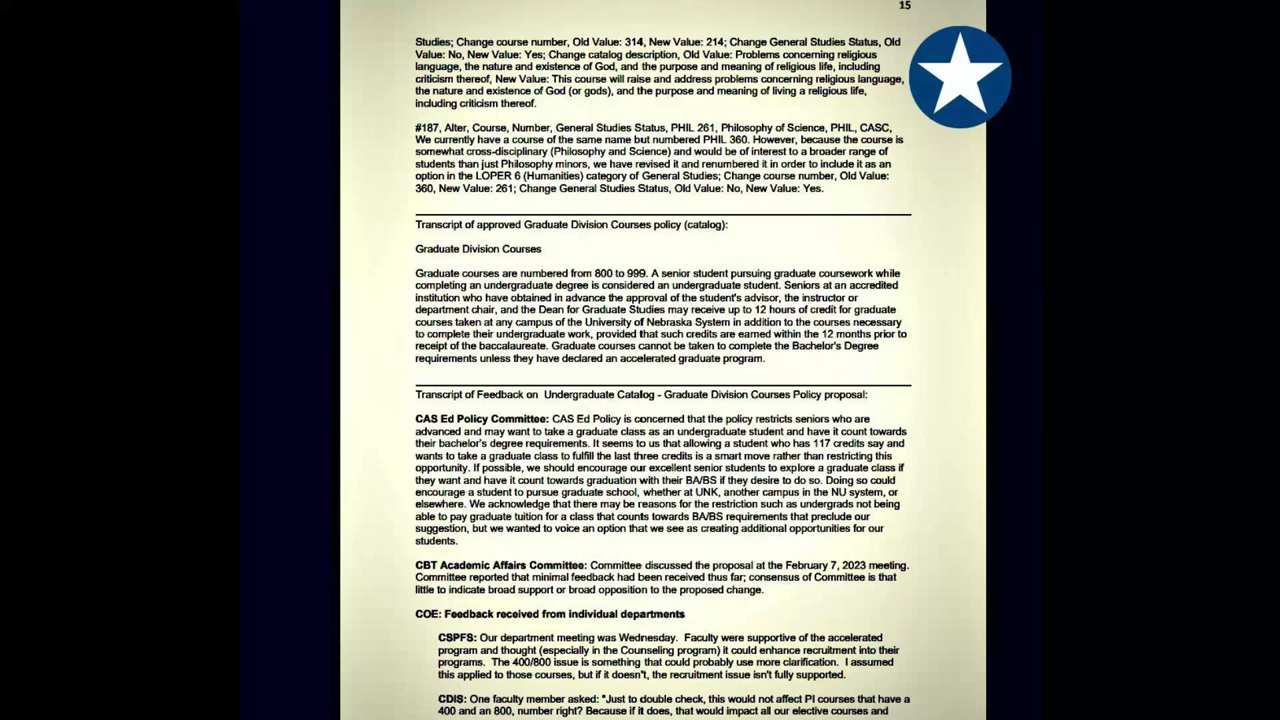 15
Studies; Change course number, Old Value: 314, New Value: 214; Change General Studies Status, Old
Value: No, New Value: Yes; Change catalog description, Old Value: Problems concerning religious
language, the nature and existence of God, and the purpose and meaning of religious life, including
criticism thereof, New Value: This course will raise and address problems concerning religious language,
the nature and existence of God (or gods), and the purpose and meaning of living a religious life,
including criticism thereof.
#187, Alter, Course, Number, General Studies Status, PHIL 261, Philosophy of Science, PHIL, CASC,
We currently have a course of the same name but numbered PHIL 360. However, because the course is
somewhat cross-disciplinary (Philosophy and Science) and would be of interest to a broader range of
students than just Philosophy minors, we have revised it and renumbered it in order to include it as an
option in the LOPER 6 (Humanities) category of General Studies; Change course number, Old Value:
360, New Value: 261; Change General Studies Status, Old Value: No, New Value: Yes.
Transcript of approved Graduate Division Courses policy (catalog):
Graduate Division Courses
Graduate courses are numbered from 800 to 999. A senior student pursuing graduate coursework while
completing an undergraduate degree is considered an undergraduate student. Seniors at an accredited
institution who have obtained in advance the approval of the student's advisor, the instructor or
department chair, and the Dean for Graduate Studies may receive up to 12 hours of credit for graduate
courses taken at any campus of the University of Nebraska System in addition to the courses necessary
to complete their undergraduate work, provided that such credits are earned within the 12 months prior to
receipt of the baccalaureate. Graduate courses cannot be taken to complete the Bachelor's Degree
requirements unless they have declared an accelerated graduate program.
Transcript of Feedback on Undergraduate Catalog - Graduate Division Courses Policy proposal:
CAS Ed Policy Committee: CAS Ed Policy is concerned that the policy restricts seniors who are
advanced and may want to take a graduate class as an undergraduate student and have it count towards
their bachelor's degree requirements. It seems to us that allowing a student who has 117 credits say and
wants to take a graduate class to fulfill the last three credits is a smart move rather than restricting this
opportunity. If possible, we should encourage our excellent senior students to explore a graduate class if
they want and have it count towards graduation with their BA/BS if they desire to do so. Doing so could
encourage a student to pursue graduate school, whether at UNK, another campus in the NU system, or
elsewhere. We acknowledge that there may be reasons for the restriction such as undergrads not being
able to pay graduate tuition for a class that counts towards BA/BS requirements that preclude our
suggestion, but we wanted to voice an option that we see as creating additional opportunities for our
students.
CBT Academic Affairs Committee: Committee discussed the proposal at the February 7, 2023 meeting.
Committee reported that minimal feedback had been received thus far; consensus of Committee is that
little to indicate broad support or broad opposition to the proposed change.
COE: Feedback received from individual departments
CSPFS: Our department meeting was Wednesday. Faculty were supportive of the accelerated
program and thought (especially in the Counseling program) it could enhance recruitment into their
programs. The 400/800 issue is something that could probably use more clarification. I assumed
this applied to those courses, but if it doesn't, the recruitment issue isn't fully supported.
CDIS: One faculty member asked: "Just to double check, this would not affect PI courses that have a
400 and an 800, number right? Because if it does, that would impact all our elective courses and